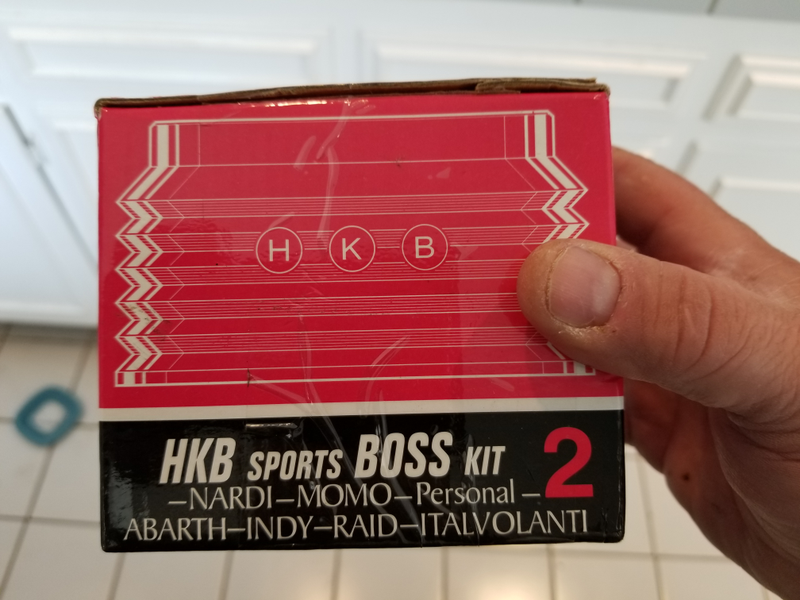 H K B
HKB SPORTS BOSS KIT 2
–NARDI–MOMO–Personal–
ABARTH–INDY–RAID–ITALVOLANTI